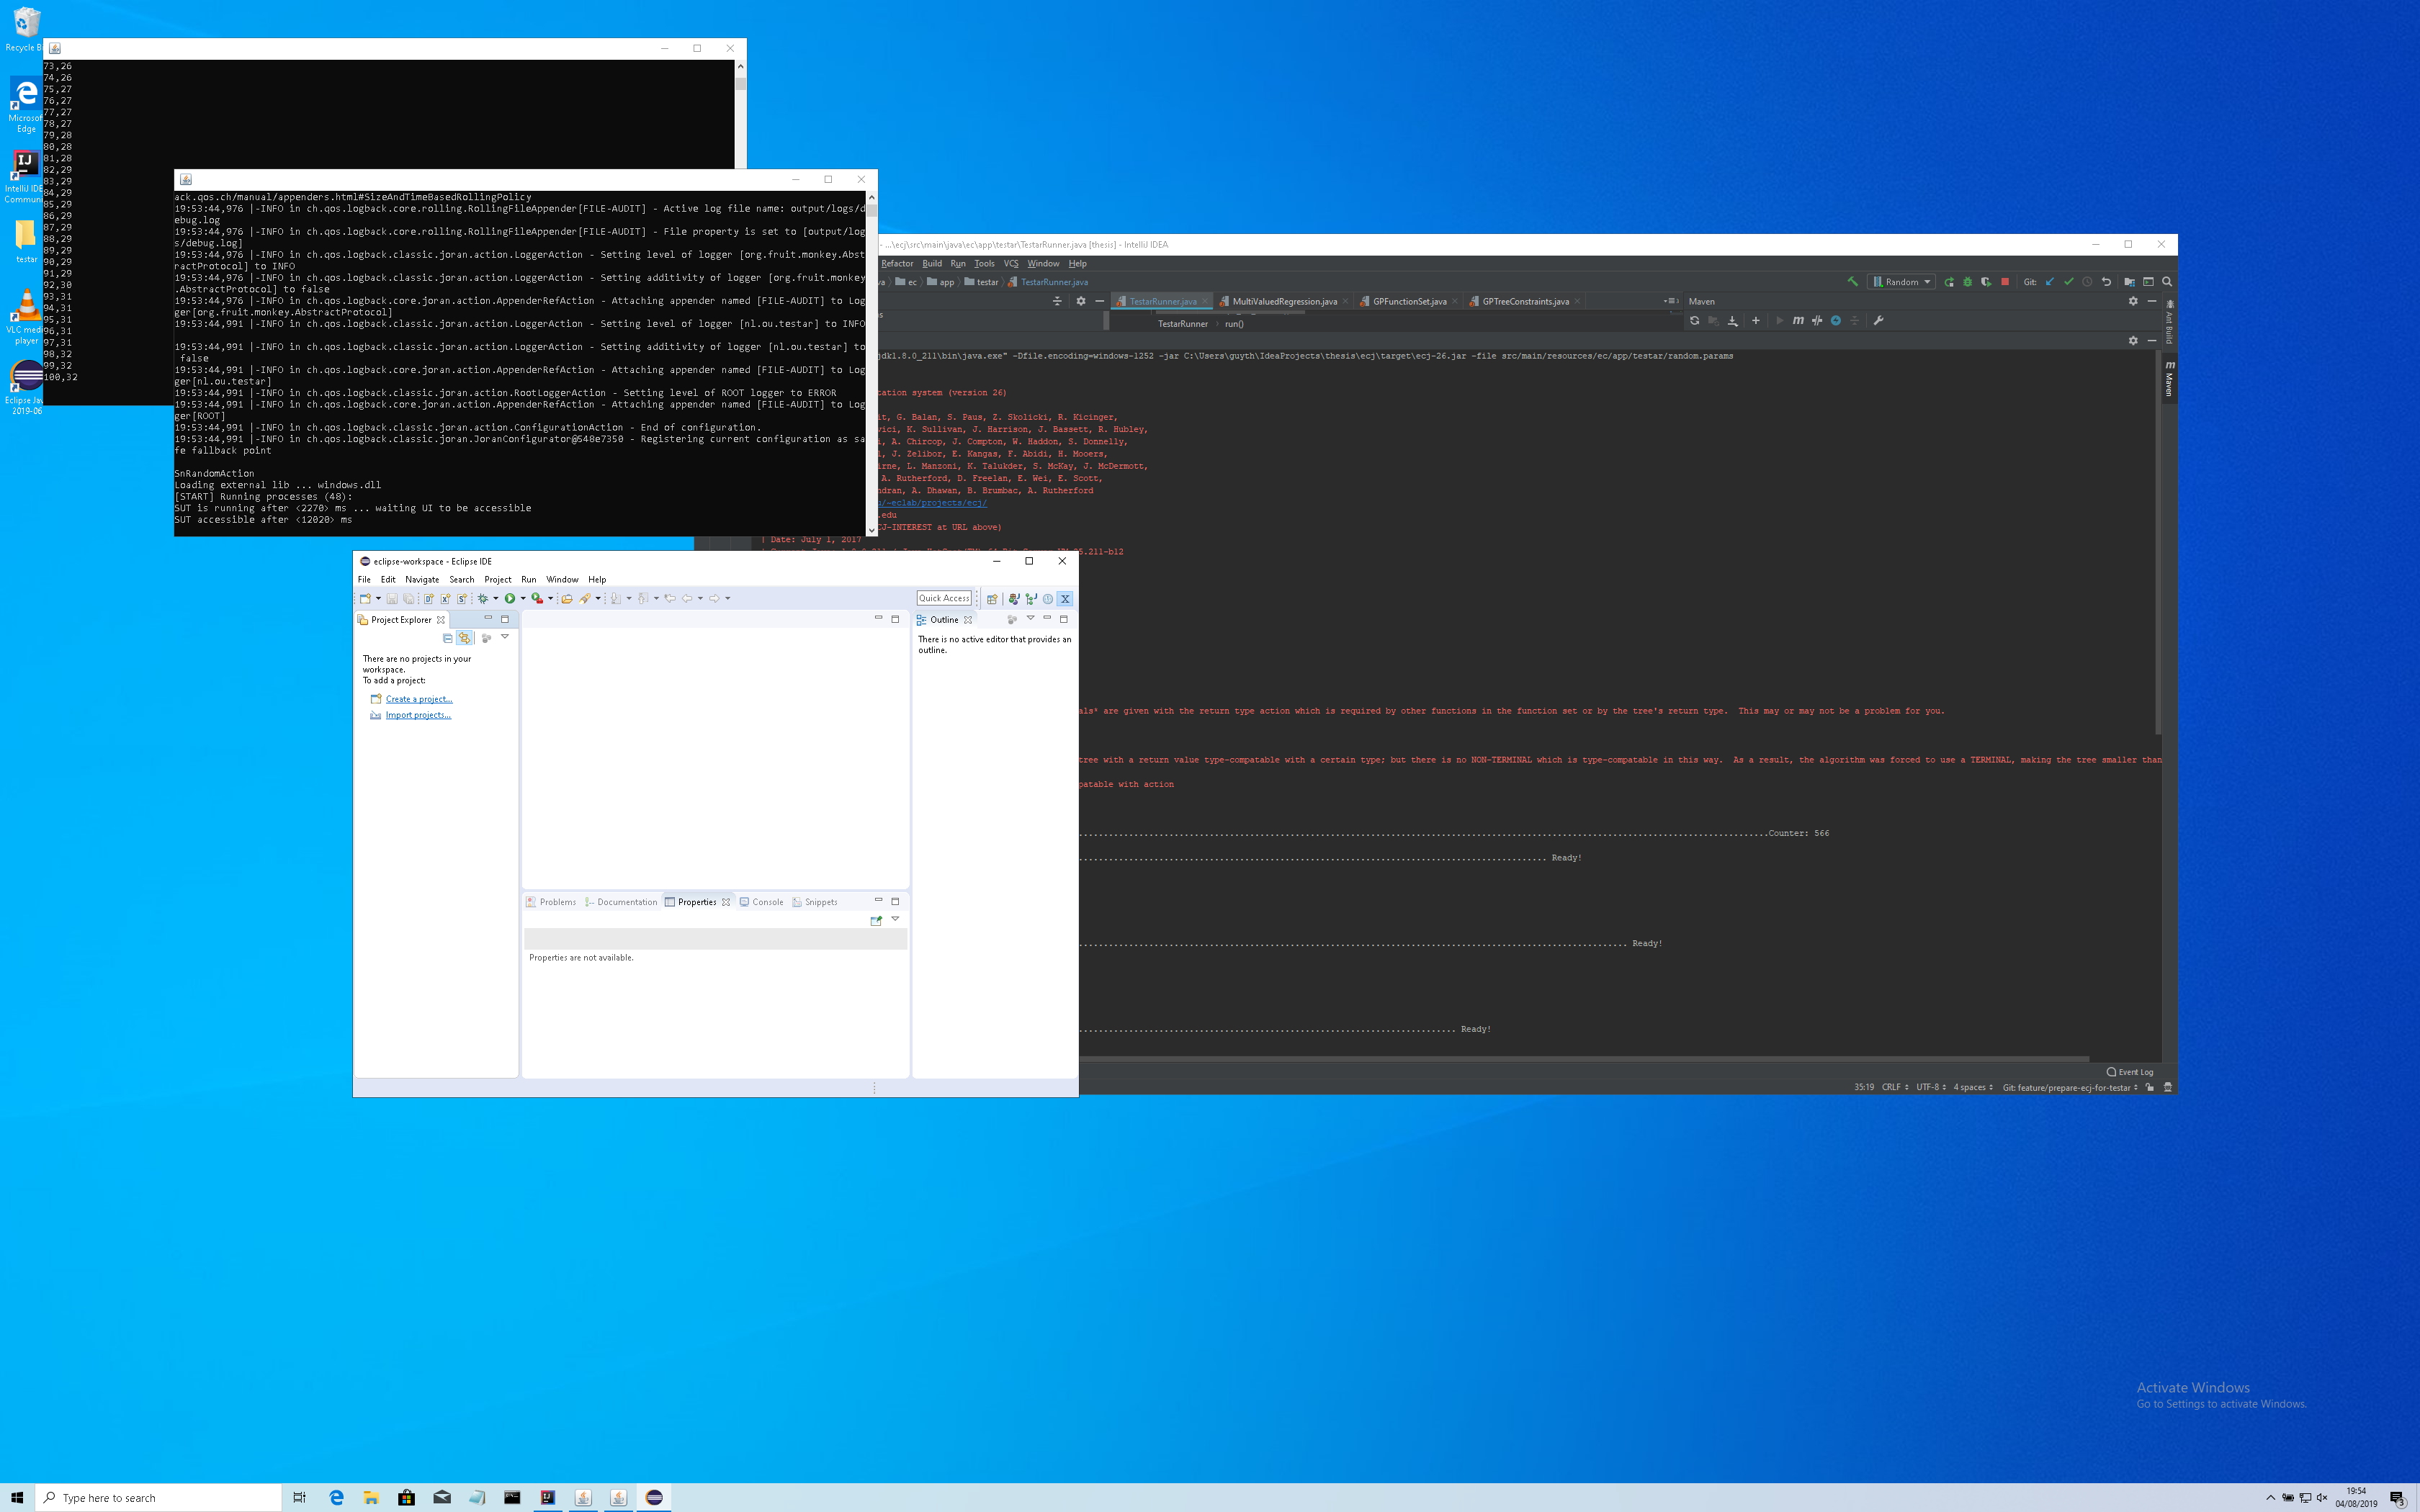 Recycle B
Microsof
Edge
IntelliJ IDE
Commun
testar
VLC medi
player
Eclipse Jav
2019-06
73,26
74,26
75,27
76,27
77,27
78,27
79,28
80,28
81,28
82,29
83,29
84,29
85,29
86,29
87,29
88,29
89,29
90,29
91,29
92,30
93,31
94,31
95,31
96,31
97,31
98,32
99,32
100,32
ack.qos.ch/manual/appenders.html#SizeAndTimeBasedRollingPolicy
19:53:44,976 |-INFO in ch.qos.logback.core.rolling.RollingFileAppender[FILE-AUDIT] - Active log file name: output/logs/d
ebug.log
19:53:44,976 |-INFO in ch.qos.logback.core.rolling.RollingFileAppender[FILE-AUDIT] - File property is set to [output/log
s/debug.log]
19:53:44,976 |-INFO in ch.qos.logback.classic.joran.action.LoggerAction - Setting level of logger [org.fruit.monkey.Abst
ractProtocol] to INFO
19:53:44,976 |-INFO in ch.qos.logback.classic.joran.action.LoggerAction - Setting additivity of logger [org.fruit.monkey
.AbstractProtocol] to false
19:53:44,976 |-INFO in ch.qos.logback.core.joran.action.AppenderRefAction - Attaching appender named [FILE-AUDIT] to Log
ger[org.fruit.monkey.AbstractProtocol]
19:53:44,991 |-INFO in ch.qos.logback.classic.joran.action.LoggerAction - Setting level of logger [nl.ou.testar] to INFO
19:53:44,991 |-INFO in ch.qos.logback.classic.joran.action.LoggerAction - Setting additivity of logger [nl.ou.testar] to
false
19:53:44,991 |-INFO in ch.qos.logback.core.joran.action.AppenderRefAction - Attaching appender named [FILE-AUDIT] to Log
ger[nl.ou.testar]
19:53:44,991 |-INFO in ch.qos.logback.classic.joran.action.RootLoggerAction - Setting level of ROOT logger to ERROR
19:53:44,991 |-INFO in ch.qos.logback.core.joran.action.AppenderRefAction - Attaching appender named [FILE-AUDIT] to Log
ger[ROOT]
19:53:44,991 |-INFO in ch.qos.logback.classic.joran.action.ConfigurationAction - End of configuration.
19:53:44,991 |-INFO in ch.qos.logback.classic.joran.JoranConfigurator@548e7350 - Registering current configuration as sa
fe fallback point
SnRandomAction
Loading external lib ... windows.dll
[START] Running processes (48):
SUT is running after <2270> ms ... waiting UI to be accessible
SUT accessible after <12020> ms
- ...\ecj\src\main\java\ec\app\testar\TestarRunner.java [thesis] - IntelliJ IDEA
Refactor Build Run Tools VCS Window Help
va ec app testar TestarRunner.java Random Git:
TestarRunner.java MultiValuedRegression.java GPFunctionSet.java GPTreeConstraints.java Maven
TestarRunner run()
Ant Build
Maven
jdk1.8.0_211\bin\java.exe" -Dfile.encoding=windows-1252 -jar C:\Users\guyth\IdeaProjects\thesis\ecj\target\ecj-26.jar -file src/main/resources/ec/app/testar/random.params
tation system (version 26)
it, G. Balan, S. Paus, Z. Skolicki, R. Kicinger,
vici, K. Sullivan, J. Harrison, J. Bassett, R. Hubley,
i, A. Chircop, J. Compton, W. Haddon, S. Donnelly,
i, J. Zelibor, E. Kangas, F. Abidi, H. Mooers,
irne, L. Manzoni, K. Talukder, S. McKay, J. McDermott,
A. Rutherford, D. Freelan, E. Wei, E. Scott,
ndran, A. Dhawan, B. Brumbac, A. Rutherford
u/~eclab/projects/ecj/
.edu
CJ-INTEREST at URL above)
| Date: July 1, 2017
5.211-b12
als* are given with the return type action which is required by other functions in the function set or by the tree's return type. This may or may not be a problem for you.
tree with a return value type-compatable with a certain type; but there is no NON-TERMINAL which is type-compatable in this way. As a result, the algorithm was forced to use a TERMINAL, making the tree smaller than
patable with action
Counter: 566
Ready!
Ready!
Ready!
Event Log
35:19 CRLF UTF-8 4 spaces Git: feature/prepare-ecj-for-testar
eclipse-workspace - Eclipse IDE
File Edit Navigate Search Project Run Window Help
Quick Access
Project Explorer
There are no projects in your
workspace.
To add a project:
Create a project...
Import projects...
Outline
There is no active editor that provides an
outline.
Problems Documentation Properties Console Snippets
Properties are not available.
Activate Windows
Go to Settings to activate Windows.
Type here to search
19:54
04/08/2019
3